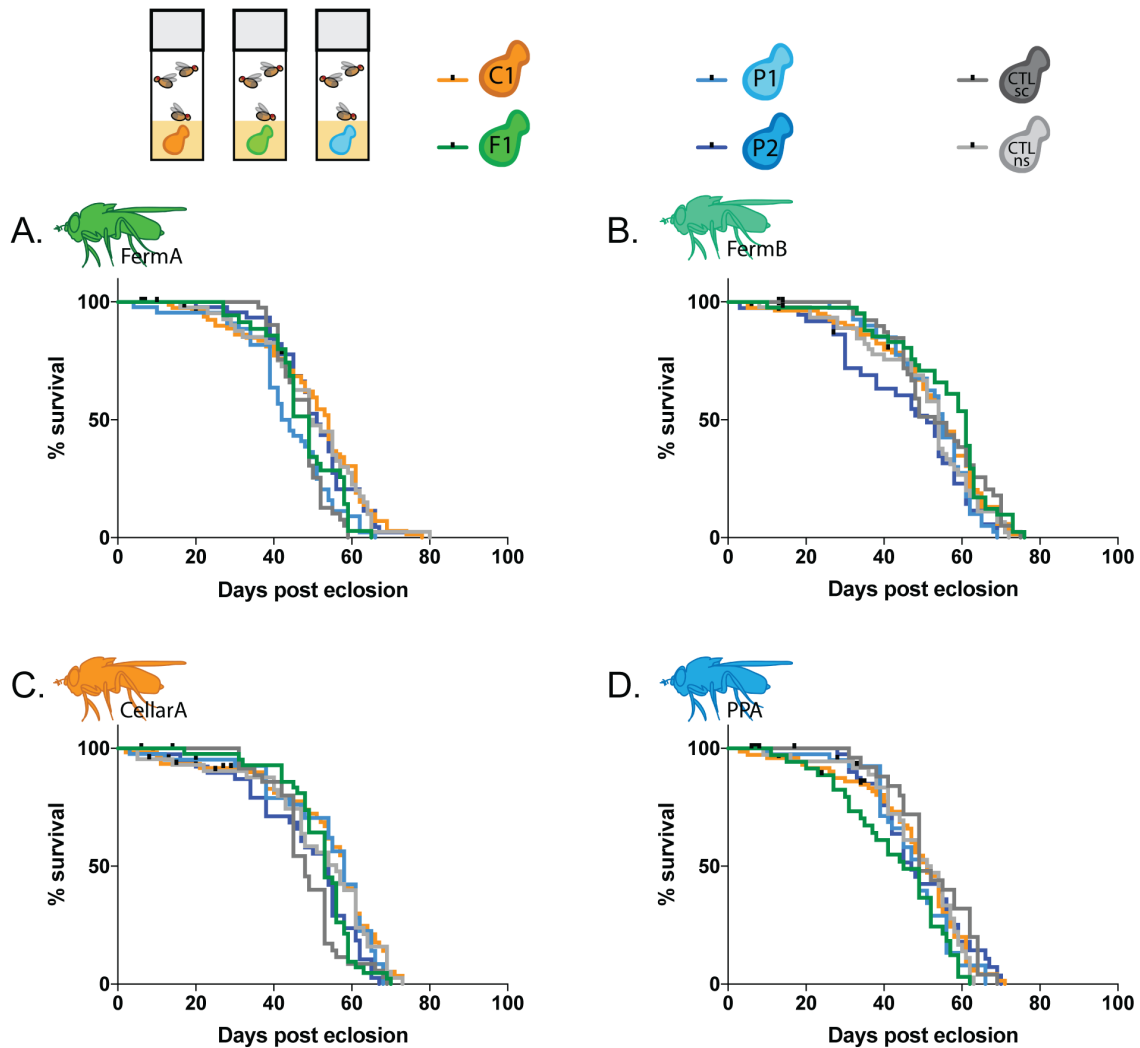 C1
P1
CTL
sc
F1
P2
CTL
ns
A.
FermA
100
50
0
% survival
0 20 40 60 80 100
Days post eclosion
B.
FermB
100
50
0
% survival
0 20 40 60 80 100
Days post eclosion
C.
CellarA
100
50
0
% survival
0 20 40 60 80 100
Days post eclosion
D.
PPA
100
50
0
% survival
0 20 40 60 80 100
Days post eclosion